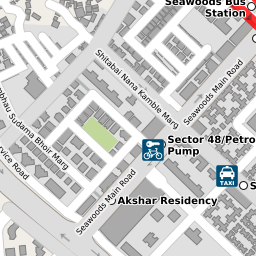 Seawoods Bus
Station
Shitabai Nana Kamble Marg
Seawoods Main Road
Sudama Bhoir Marg
Sector 48/Petro
Pump
TAXI
S
Service Road
Seawoods Main Road
Akshar Residency